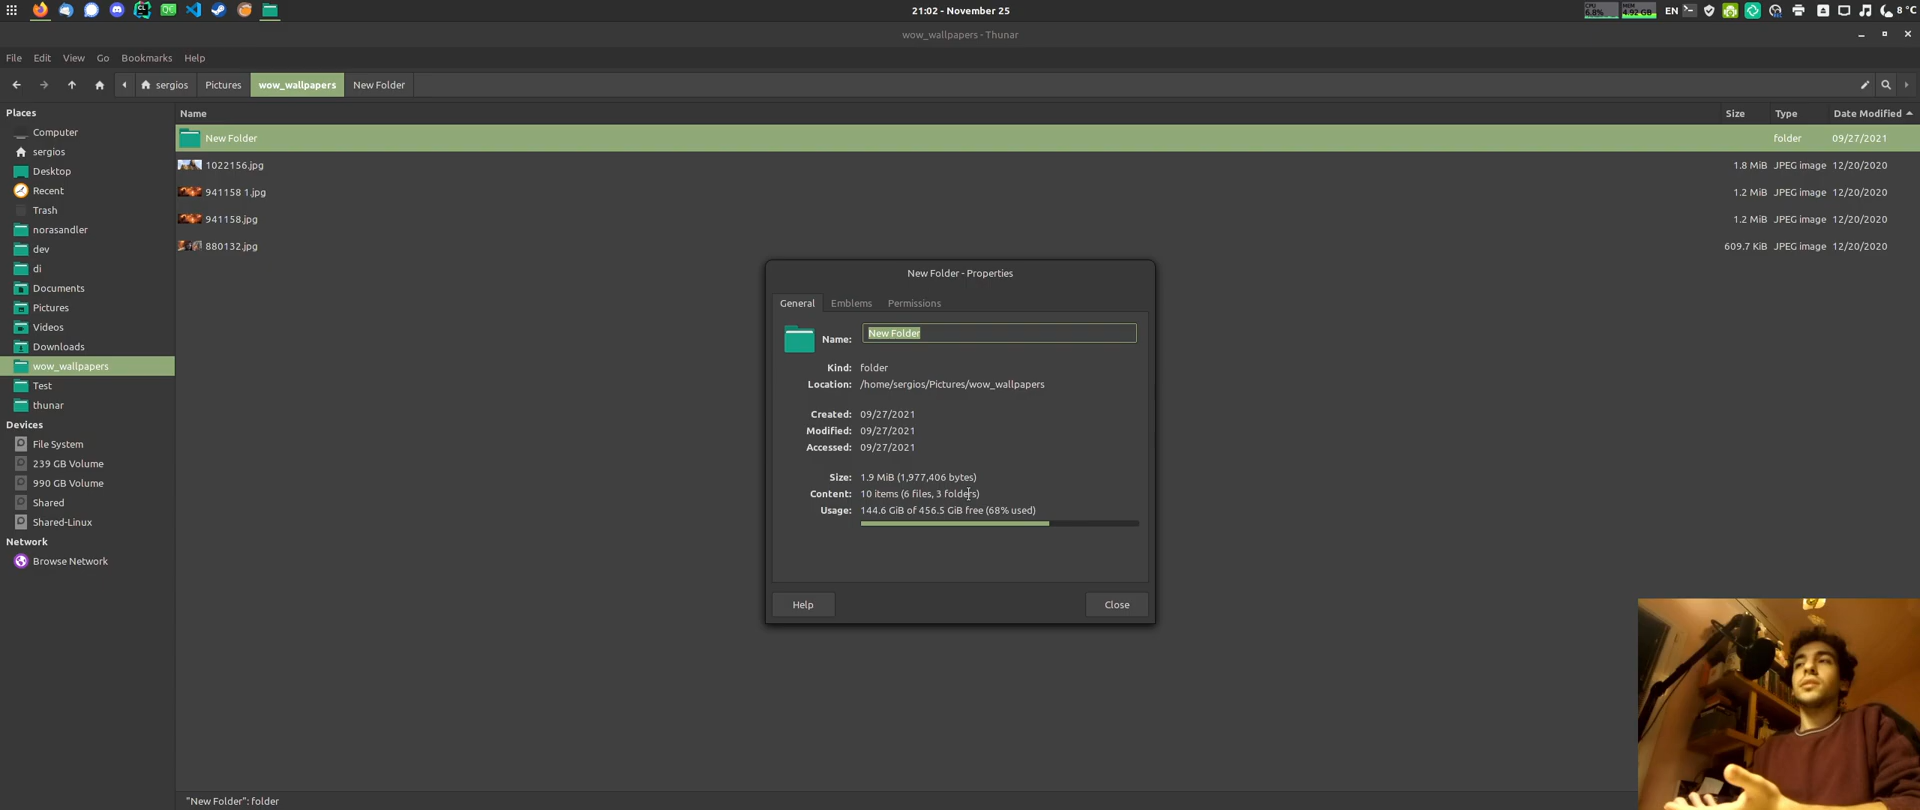 21:02 - November 25
CPU
6.8%
MEM
4.92 GB
EN
8 °C
wow_wallpapers - Thunar
File Edit View Go Bookmarks Help
sergios Pictures wow_wallpapers New Folder
Places
Computer
sergios
Desktop
Recent
Trash
norasandler
dev
di
Documents
Pictures
Videos
Downloads
wow_wallpapers
Test
thunar
Devices
File System
239 GB Volume
990 GB Volume
Shared
Shared-Linux
Network
Browse Network
Name Size Type Date Modified
New Folder folder 09/27/2021
1022156.jpg 1.8 MiB JPEG image 12/20/2020
941158 1.jpg 1.2 MiB JPEG image 12/20/2020
941158.jpg 1.2 MiB JPEG image 12/20/2020
880132.jpg 609.7 KiB JPEG image 12/20/2020
New Folder - Properties
General Emblems Permissions
Name: New Folder
Kind: folder
Location: /home/sergios/Pictures/wow_wallpapers
Created: 09/27/2021
Modified: 09/27/2021
Accessed: 09/27/2021
Size: 1.9 MiB (1,977,406 bytes)
Content: 10 items (6 files, 3 folders)
Usage: 144.6 GiB of 456.5 GiB free (68% used)
Help Close
"New Folder": folder